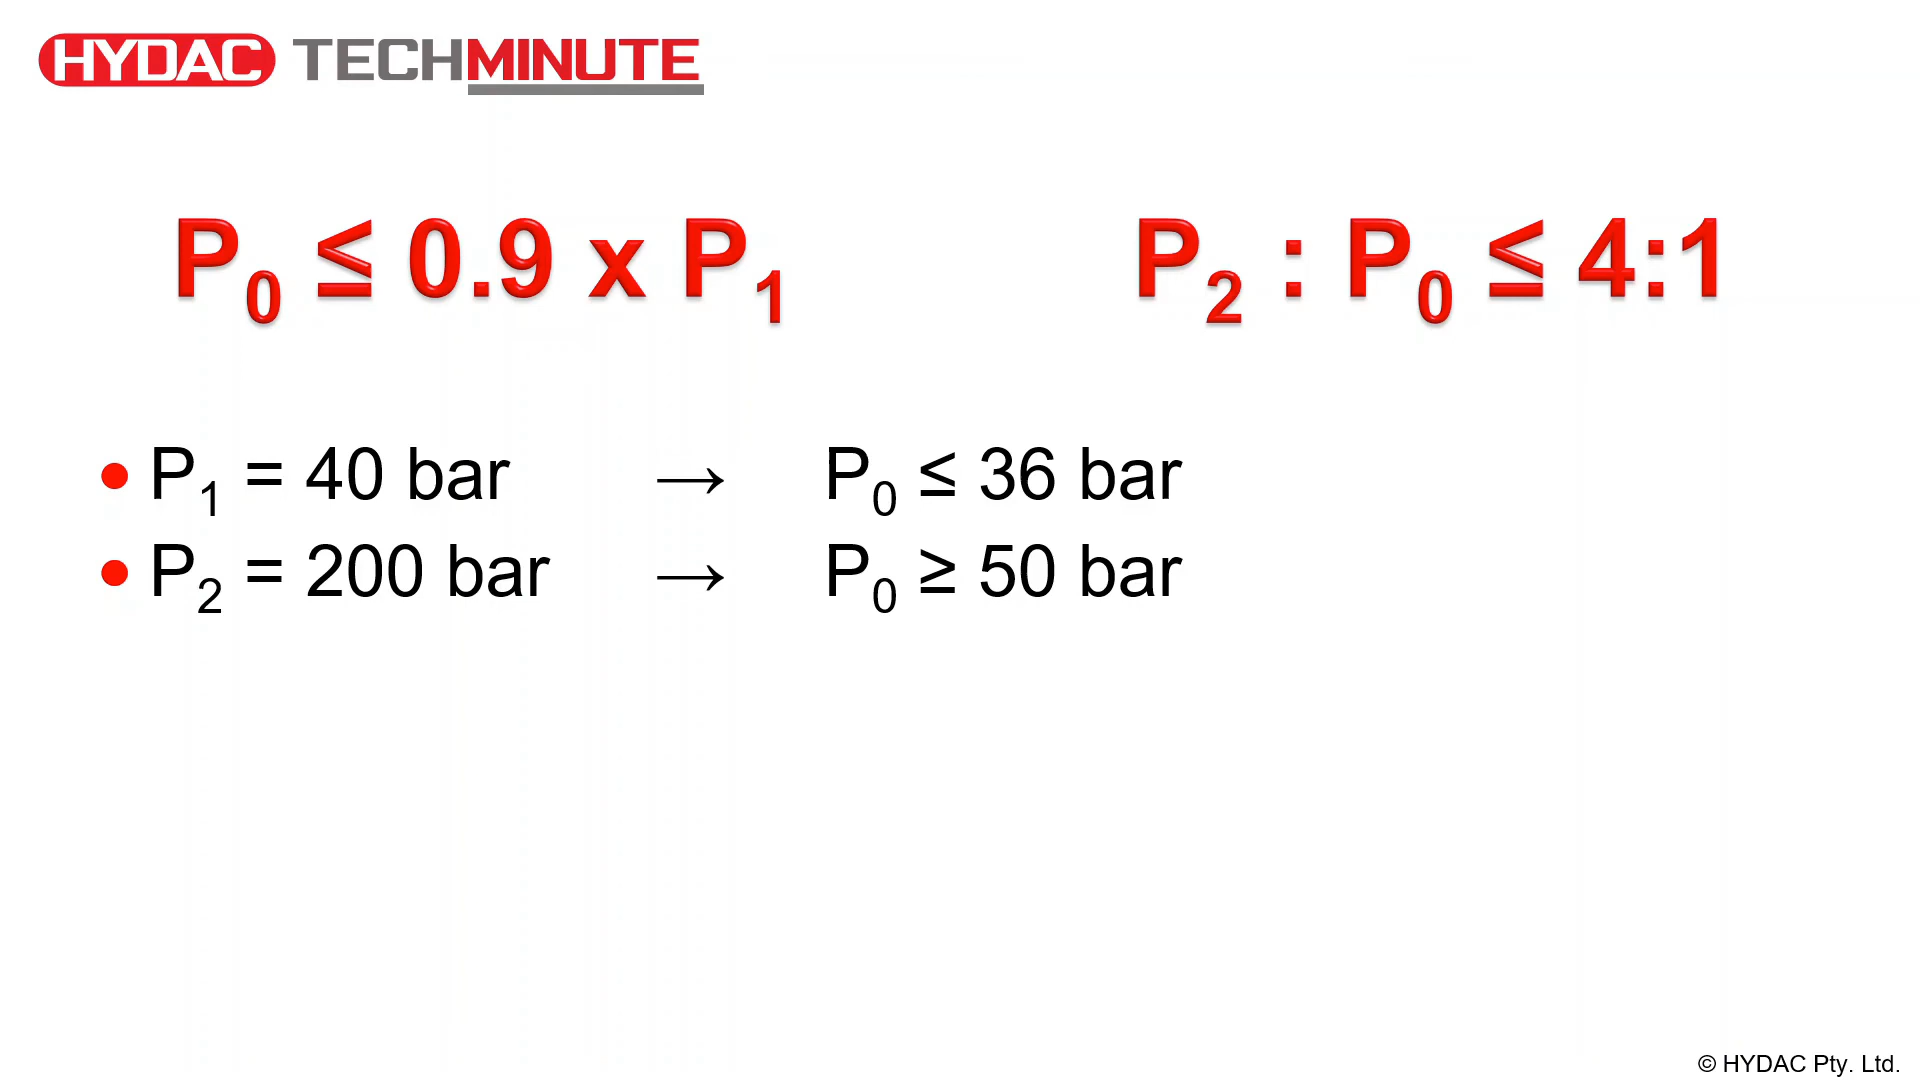 HYDAC TECHMINUTE
P₀ ≤ 0.9 x P₁ P₂ : P₀ ≤ 4:1
• P₁ = 40 bar → P₀ ≤ 36 bar
• P₂ = 200 bar → P₀ ≥ 50 bar
© HYDAC Pty. Ltd.